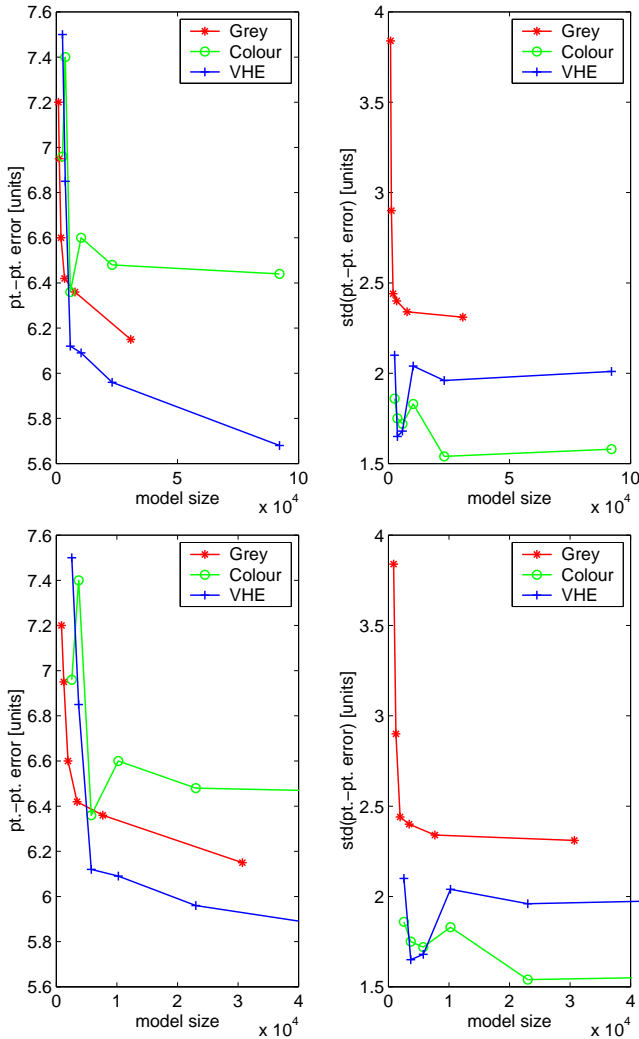 7.6
7.4
7.2
7
6.8
6.6
6.4
6.2
6
5.8
5.6
pt.−pt. error [units]
Grey
Colour
VHE
0 5 10
model size
x 10^4
4
3.5
3
2.5
2
1.5
std(pt.−pt. error) [units]
Grey
Colour
VHE
0 5 10
model size
x 10^4
7.6
7.4
7.2
7
6.8
6.6
6.4
6.2
6
5.8
5.6
pt.−pt. error [units]
Grey
Colour
VHE
0 1 2 3 4
model size
x 10^4
4
3.5
3
2.5
2
1.5
std(pt.−pt. error) [units]
Grey
Colour
VHE
0 1 2 3 4
model size
x 10^4